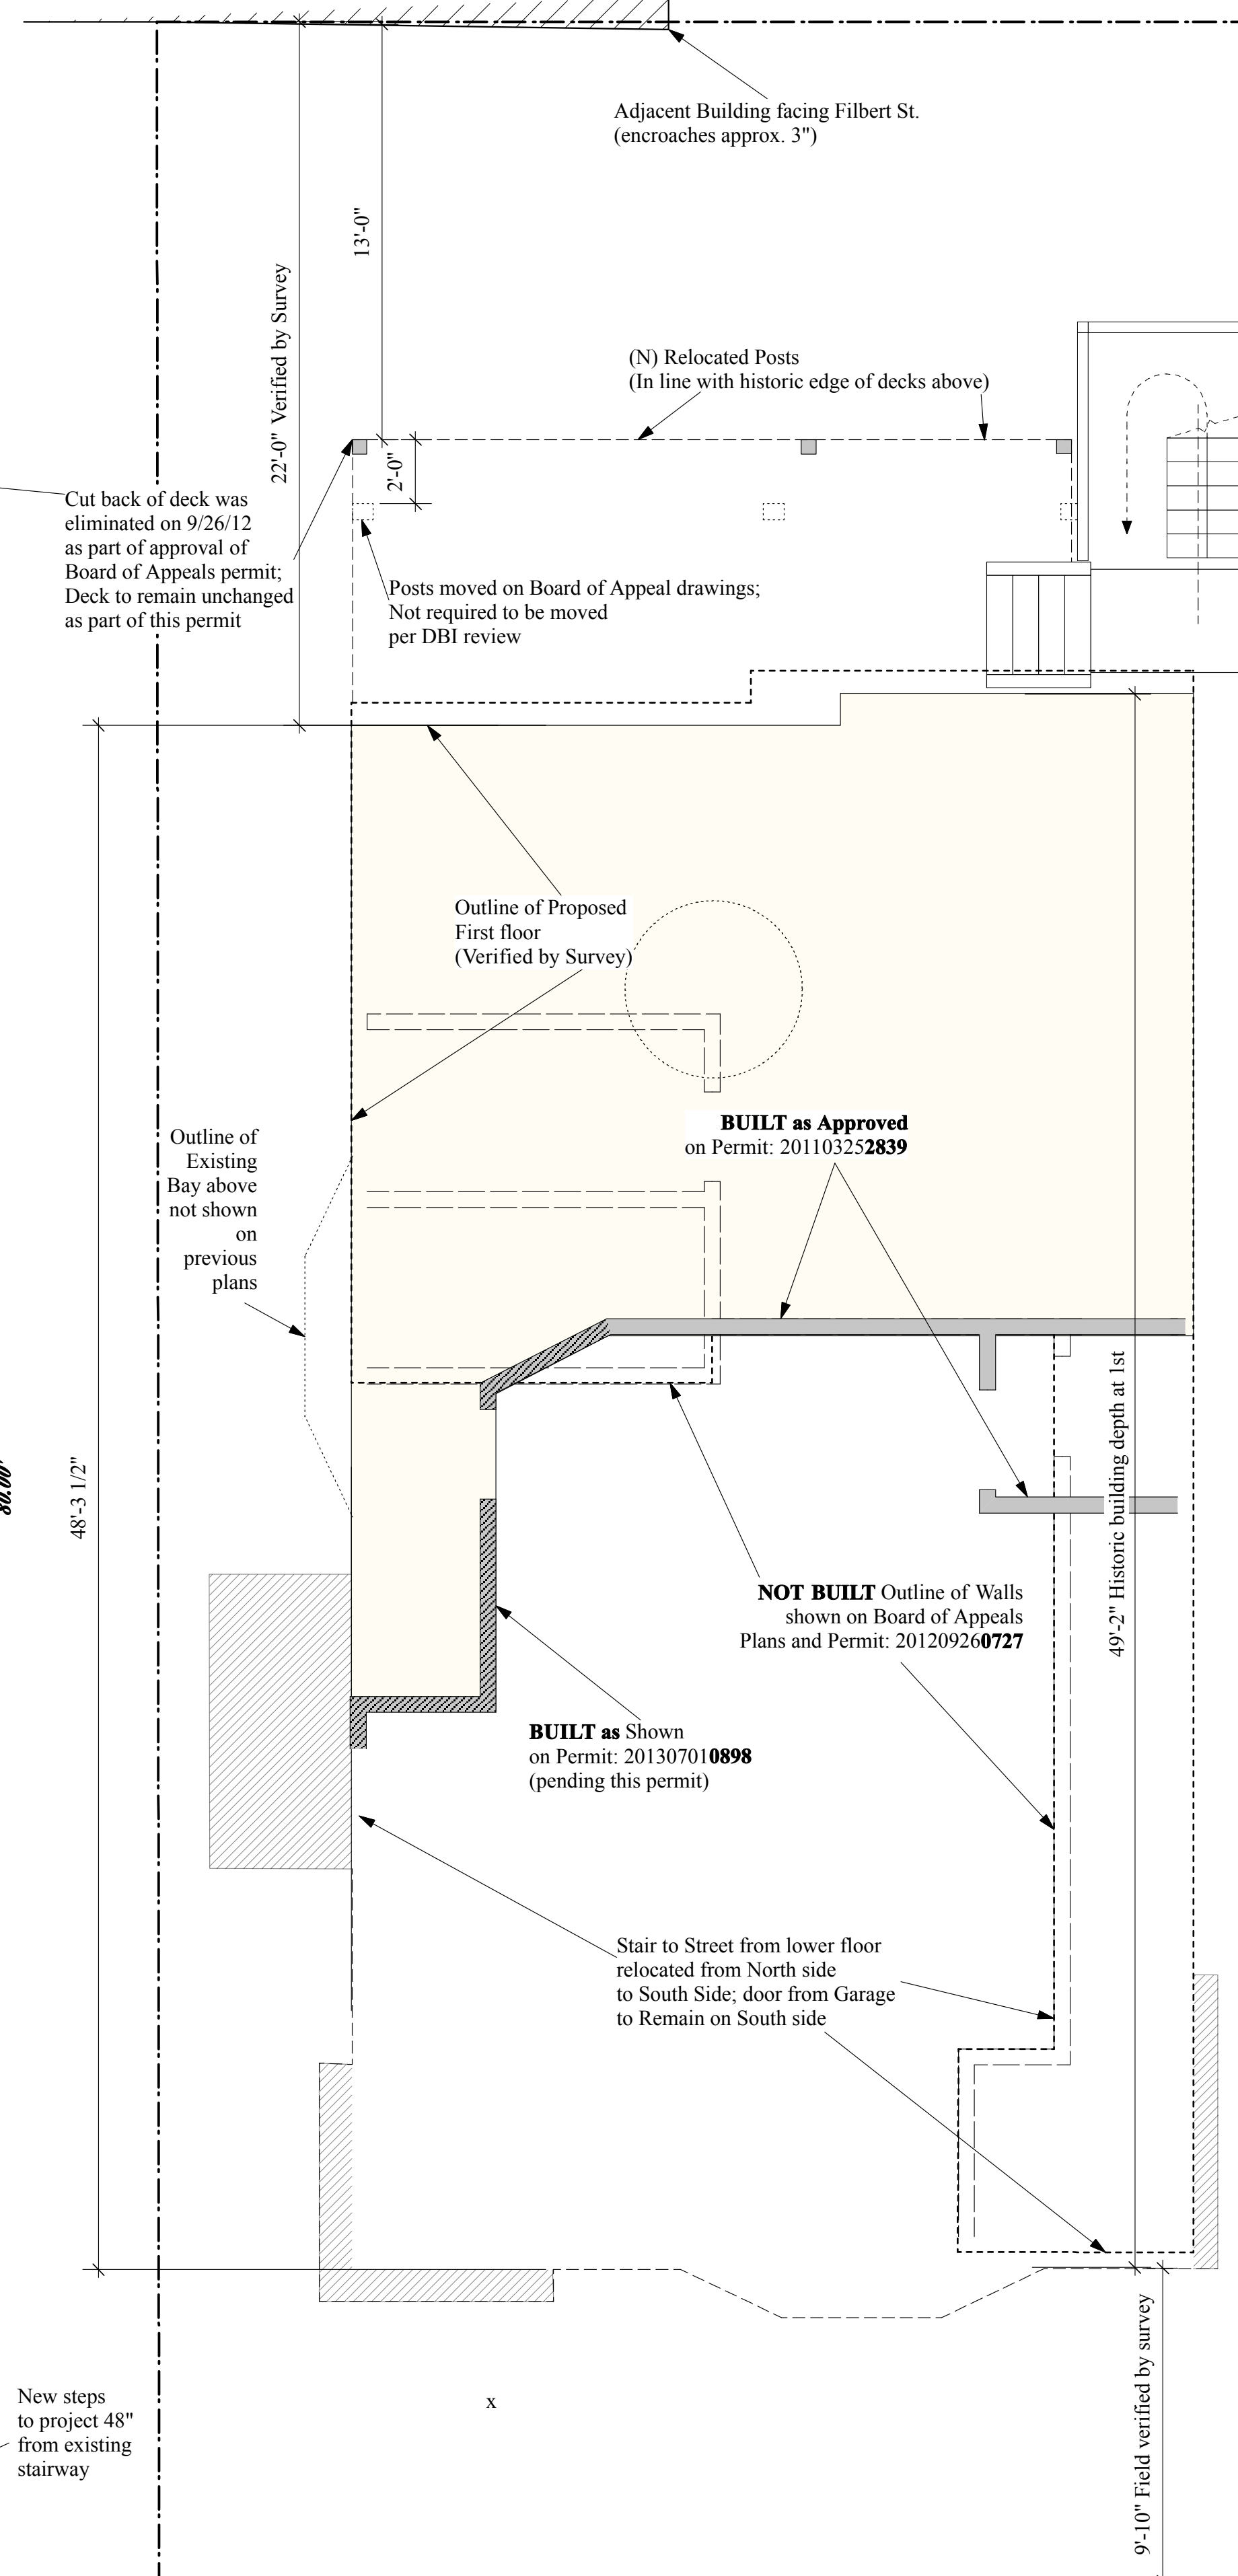 Adjacent Building facing Filbert St.
(encroaches approx. 3")
13'-0"
22'-0" Verified by Survey
(N) Relocated Posts
(In line with historic edge of decks above)
2'-0"
Cut back of deck was
eliminated on 9/26/12
as part of approval of
Board of Appeals permit;
Deck to remain unchanged
as part of this permit
Posts moved on Board of Appeal drawings;
Not required to be moved
per DBI review
Outline of Proposed
First floor
(Verified by Survey)
BUILT as Approved
on Permit: 201103252839
Outline of
Existing
Bay above
not shown
on
previous
plans
80.00'
48'-3 1/2"
49'-2" Historic building depth at 1st
NOT BUILT Outline of Walls
shown on Board of Appeals
Plans and Permit: 201209260727
BUILT as Shown
on Permit: 201307010898
(pending this permit)
Stair to Street from lower floor
relocated from North side
to South Side; door from Garage
to Remain on South side
9'-10" Field verified by survey
x
New steps
to project 48"
from existing
stairway